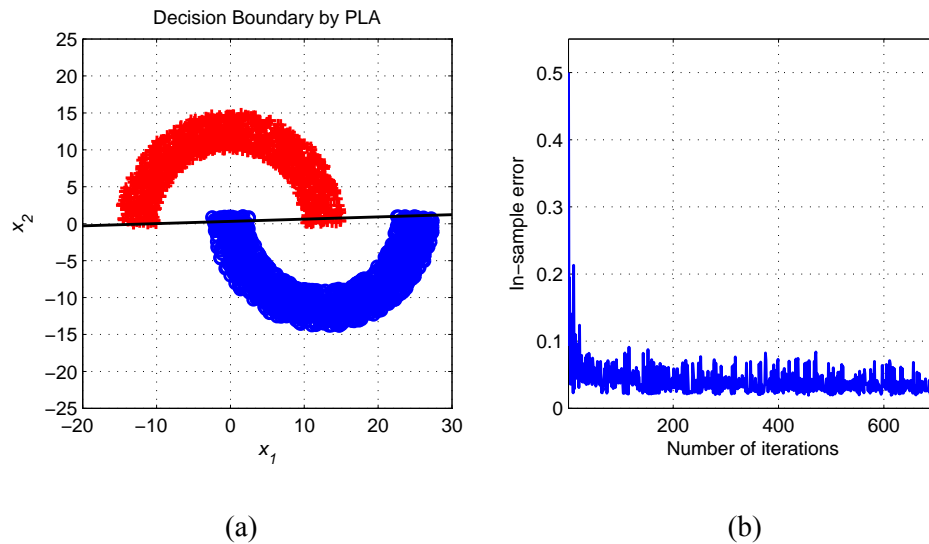 Decision Boundary by PLA
25
20
15
10
5
0
−5
−10
−15
−20
−25
−20 −10 0 10 20 30
x_2
x_1
(a)
0.5
0.4
0.3
0.2
0.1
0
200 400 600
In−sample error
Number of iterations
(b)